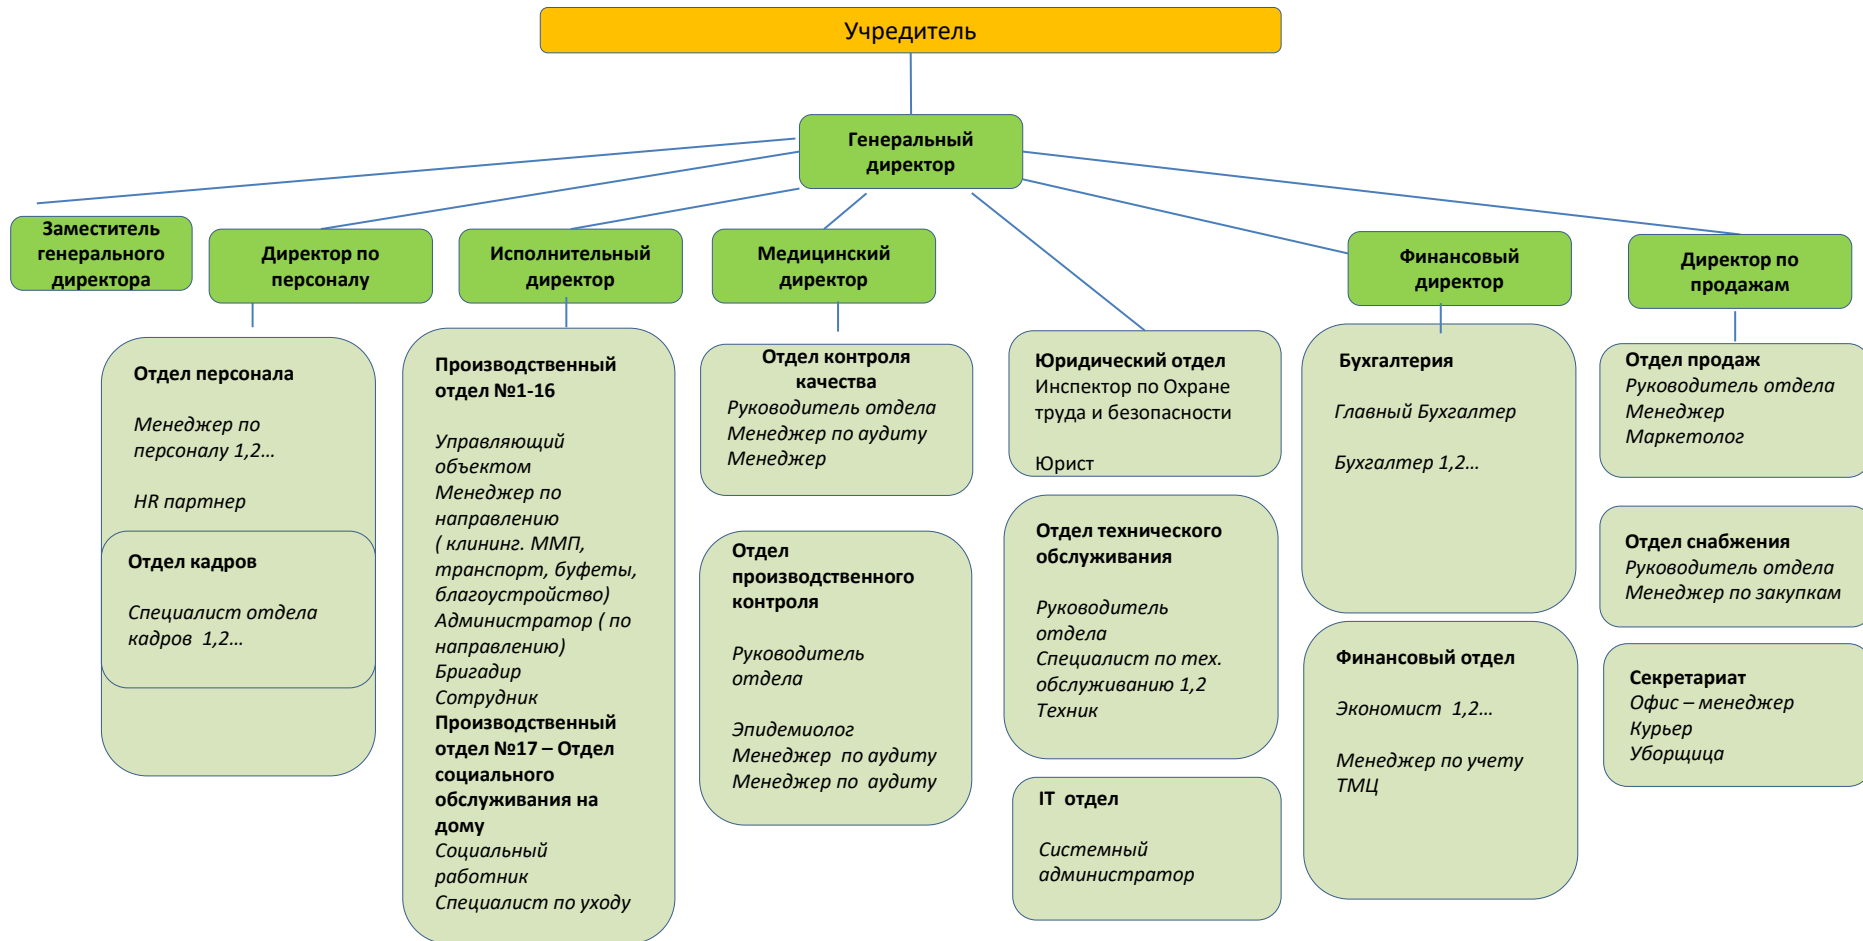 Учредитель
Генеральный
директор
Заместитель
генерального
директора
Директор по
персоналу
Исполнительный
директор
Медицинский
директор
Финансовый
директор
Директор по
продажам
Отдел персонала
Менеджер по
персоналу 1,2...
HR партнер
Отдел кадров
Специалист отдела
кадров 1,2...
Производственный
отдел №1-16
Управляющий
объектом
Менеджер по
направлению
( клининг. ММП,
транспорт, буфеты,
благоустройство)
Администратор ( по
направлению)
Бригадир
Сотрудник
Производственный
отдел №17 – Отдел
социального
обслуживания на
дому
Социальный
работник
Специалист по уходу
Отдел контроля
качества
Руководитель отдела
Менеджер по аудиту
Менеджер
Отдел
производственного
контроля
Руководитель
отдела
Эпидемиолог
Менеджер по аудиту
Менеджер по аудиту
Юридический отдел
Инспектор по Охране
труда и безопасности
Юрист
Отдел технического
обслуживания
Руководитель
отдела
Специалист по тех.
обслуживанию 1,2
Техник
IT отдел
Системный
администратор
Бухгалтерия
Главный Бухгалтер
Бухгалтер 1,2...
Финансовый отдел
Экономист 1,2...
Менеджер по учету
ТМЦ
Отдел продаж
Руководитель отдела
Менеджер
Маркетолог
Отдел снабжения
Руководитель отдела
Менеджер по закупкам
Секретариат
Офис – менеджер
Курьер
Уборщица